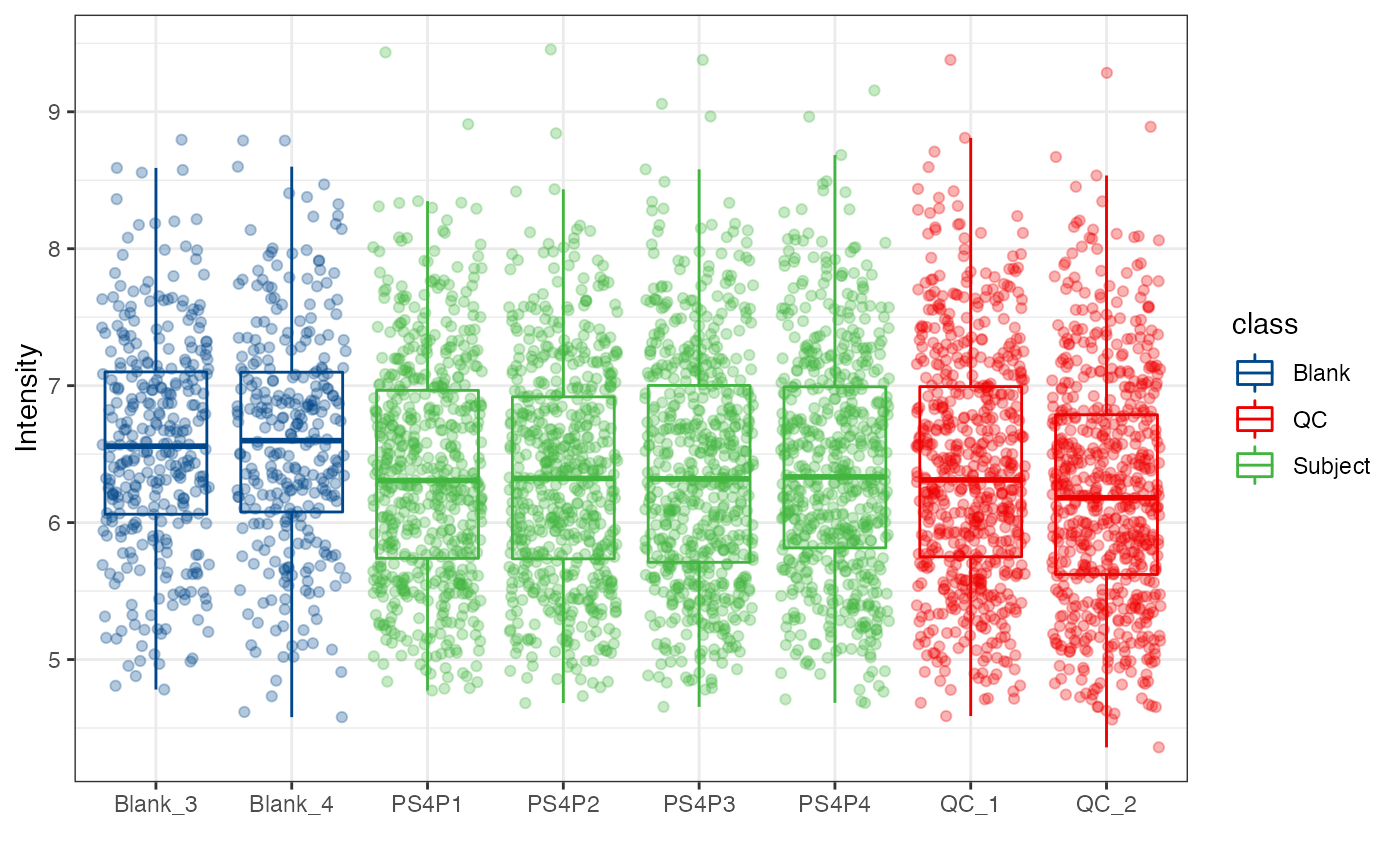 Intensity
9
8
7
6
5
Blank_3 Blank_4 PS4P1 PS4P2 PS4P3 PS4P4 QC_1 QC_2
class
Blank
QC
Subject